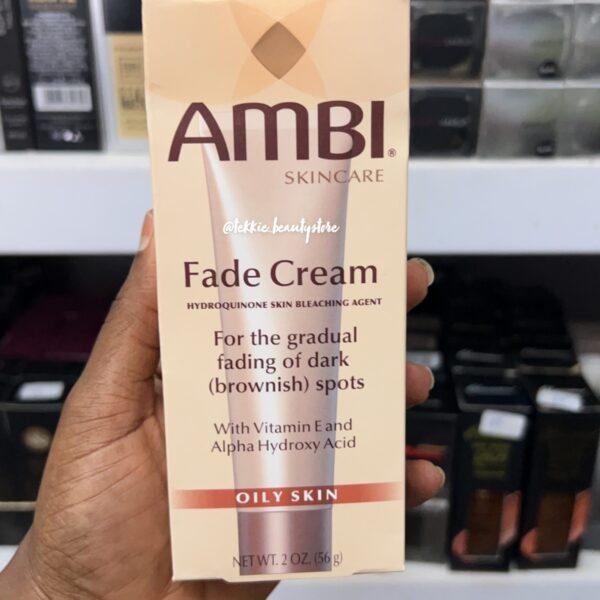 AMBI®
SKINCARE
@tekkie.beautystore
Fade Cream
HYDROQUINONE SKIN BLEACHING AGENT
For the gradual
fading of dark
(brownish) spots
With Vitamin E and
Alpha Hydroxy Acid
OILY SKIN
NET WT. 2 OZ. (56 g)